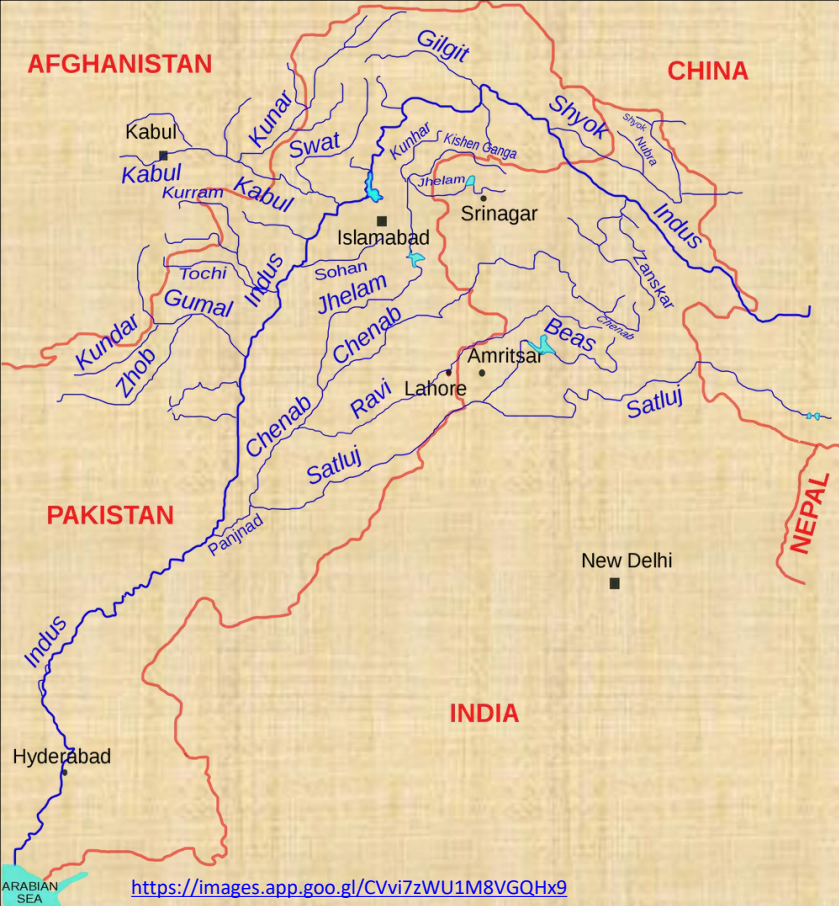 Gilgit
AFGHANISTAN
CHINA
Kunar
Shyok
Shyok
Kabul
Swat
Kunhar
Kishen Ganga
Nubra
Kabul
Kabul
Kurram
Jhelam
Srinagar
Indus
Islamabad
Indus
Sohan
Tochi
Jhelam
Zanskar
Gumal
Chenab
Chenab
Kundar
Beas
Zhob
Amritsar
Lahore
Ravi
Satluj
Chenab
Satluj
PAKISTAN
NEPAL
Panjnad
New Delhi
Indus
INDIA
Hyderabad
ARABIAN
SEA
https://images.app.goo.gl/CVvi7zWU1M8VGQHx9